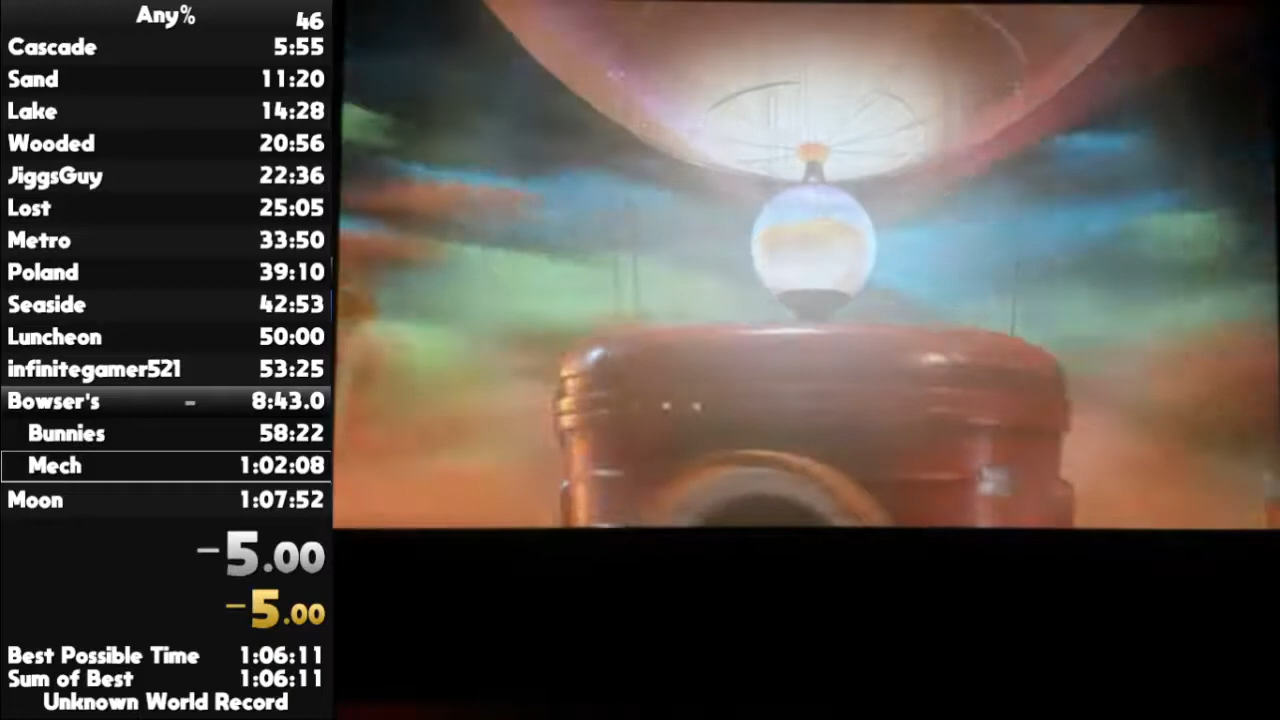 Any%
46
Cascade 5:55
Sand 11:20
Lake 14:28
Wooded 20:56
JiggsGuy 22:36
Lost 25:05
Metro 33:50
Poland 39:10
Seaside 42:53
Luncheon 50:00
infinitegamer521 53:25
Bowser's - 8:43.0
Bunnies 58:22
Mech 1:02:08
Moon 1:07:52
-5.00
-5.00
Best Possible Time 1:06:11
Sum of Best 1:06:11
Unknown World Record